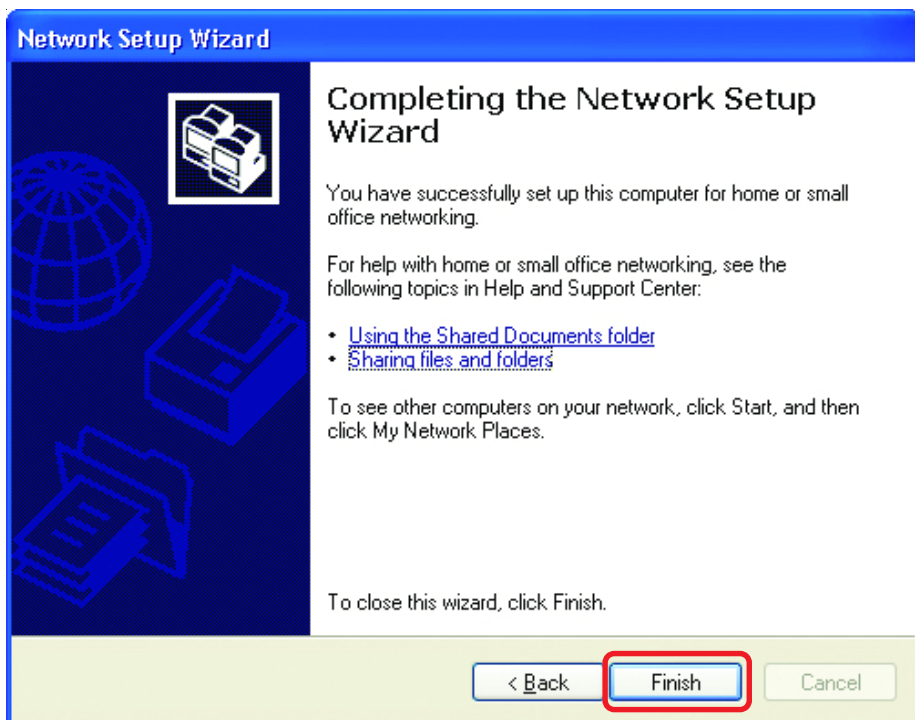 Network Setup Wizard
Completing the Network Setup
Wizard
You have successfully set up this computer for home or small
office networking.
For help with home or small office networking, see the
following topics in Help and Support Center:
• Using the Shared Documents folder
• Sharing files and folders
To see other computers on your network, click Start, and then
click My Network Places.
To close this wizard, click Finish.
< Back Finish Cancel